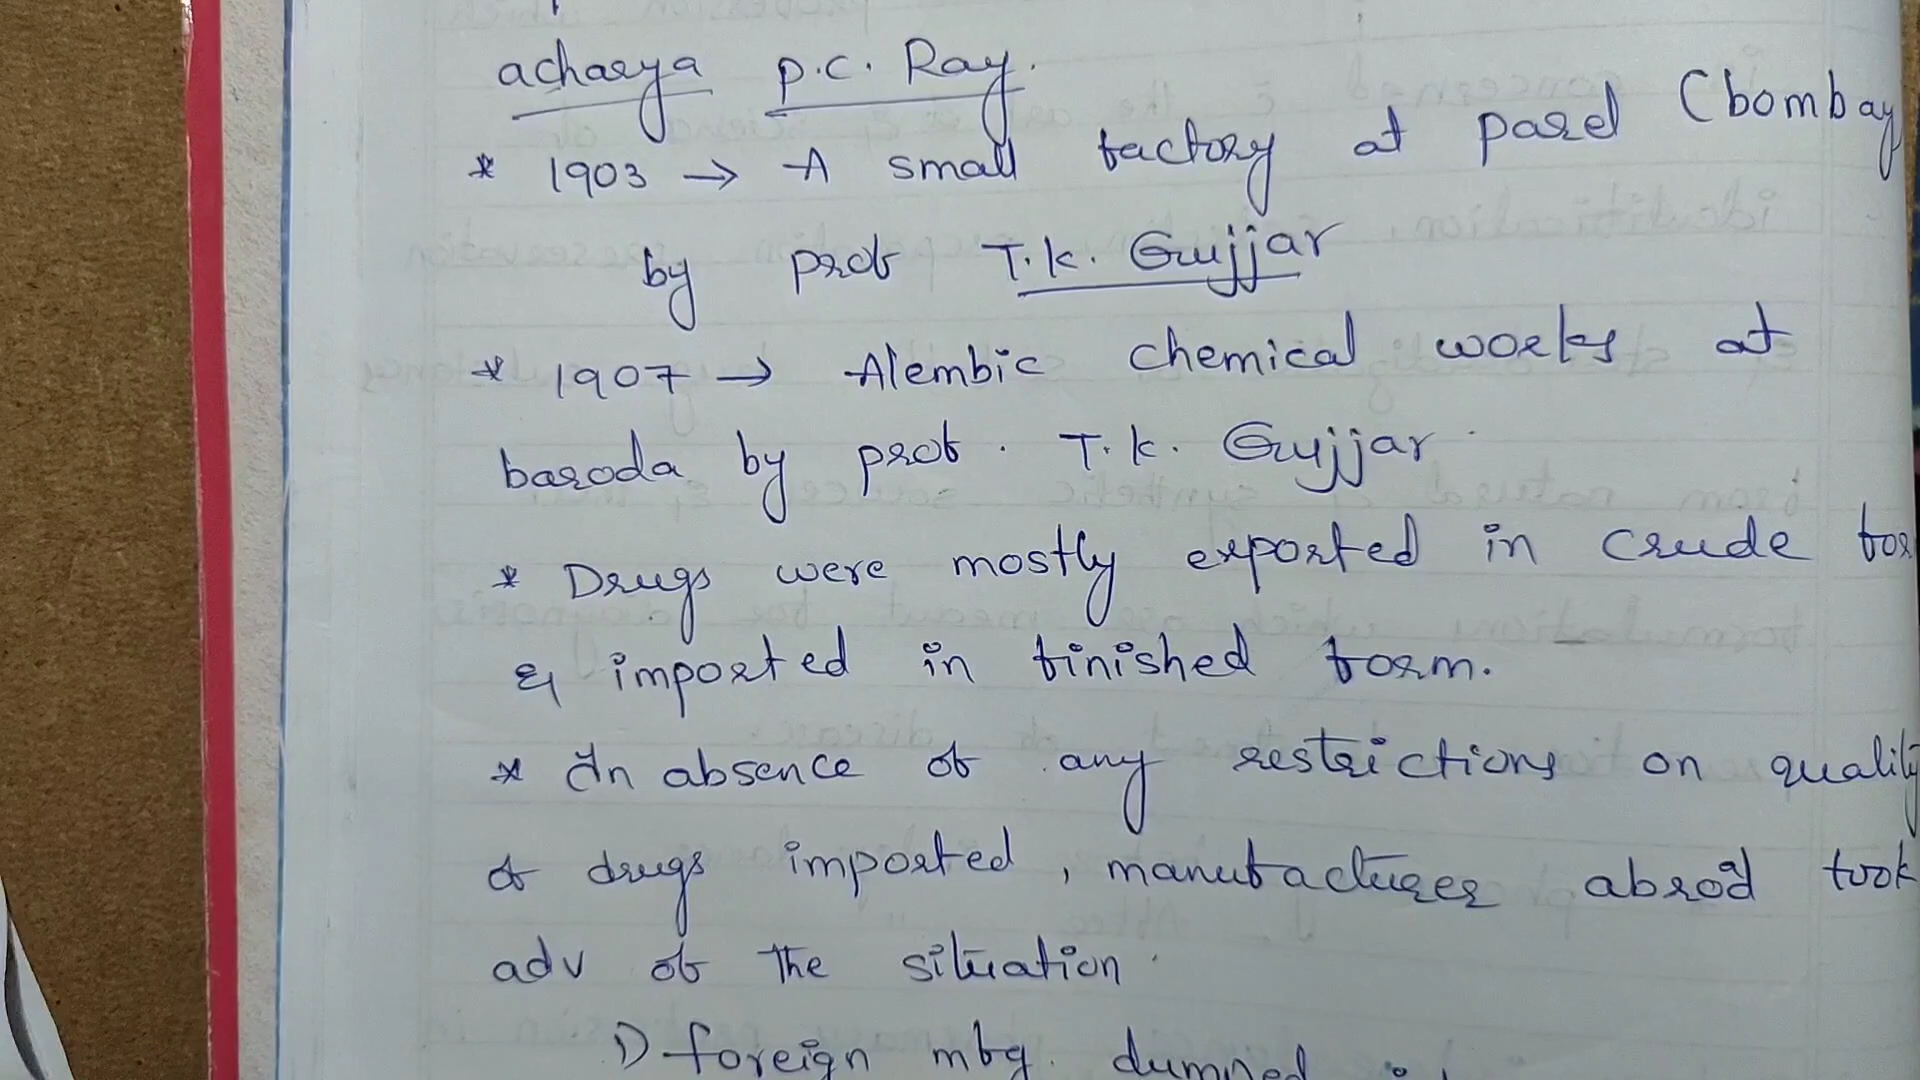 acharya p.c. Ray.
* 1903 → A small factory at parel (bombay
by prof T.k. Gujjar
* 1907 → Alembic chemical works at
baroda by prof. T.k. Gujjar.
* Drugs were mostly exported in crude for
& imported in finished form.
* In absence of any restrictions on quality
of drugs imported, manufacturer abroad took
adv of the situation.
1) foreign mfg. dumped